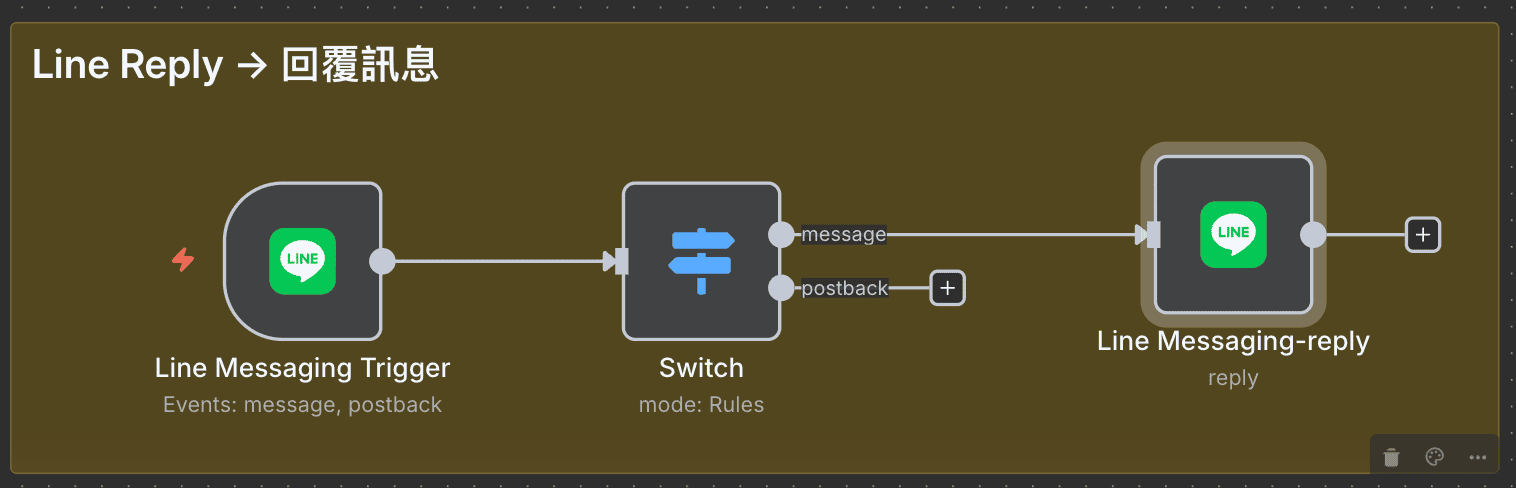 Line Reply → 回覆訊息
LINE
message
LINE
postback
Line Messaging Trigger
Events: message, postback
Switch
mode: Rules
Line Messaging-reply
reply